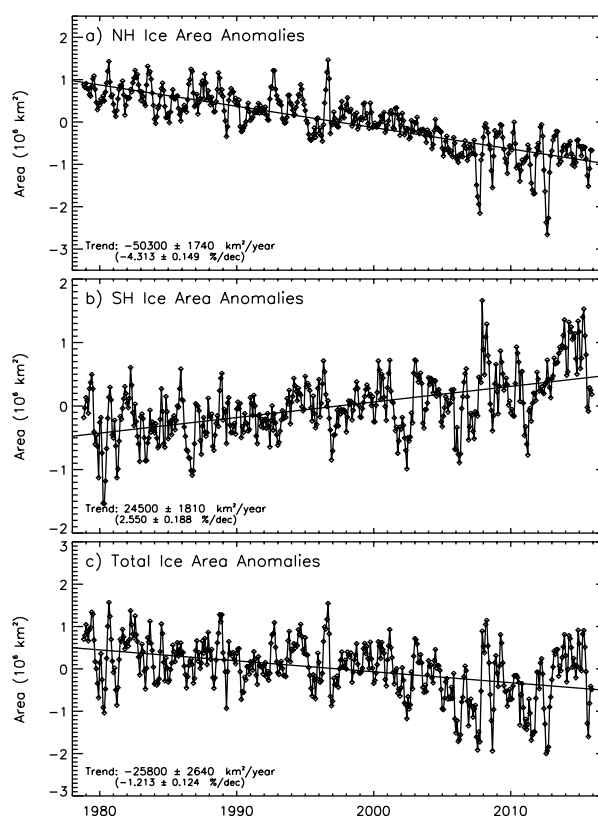 a) NH Ice Area Anomalies
2
1
0
−1
−2
−3
Area (10⁶ km²)
Trend: −50300 ± 1740 km²/year
(−4.313 ± 0.149 %/dec)
b) SH Ice Area Anomalies
2
1
0
−1
−2
Area (10⁶ km²)
Trend: 24500 ± 1810 km²/year
(2.550 ± 0.188 %/dec)
c) Total Ice Area Anomalies
3
2
1
0
−1
−2
−3
Area (10⁶ km²)
Trend: −25800 ± 2640 km²/year
(−1.213 ± 0.124 %/dec)
1980 1990 2000 2010